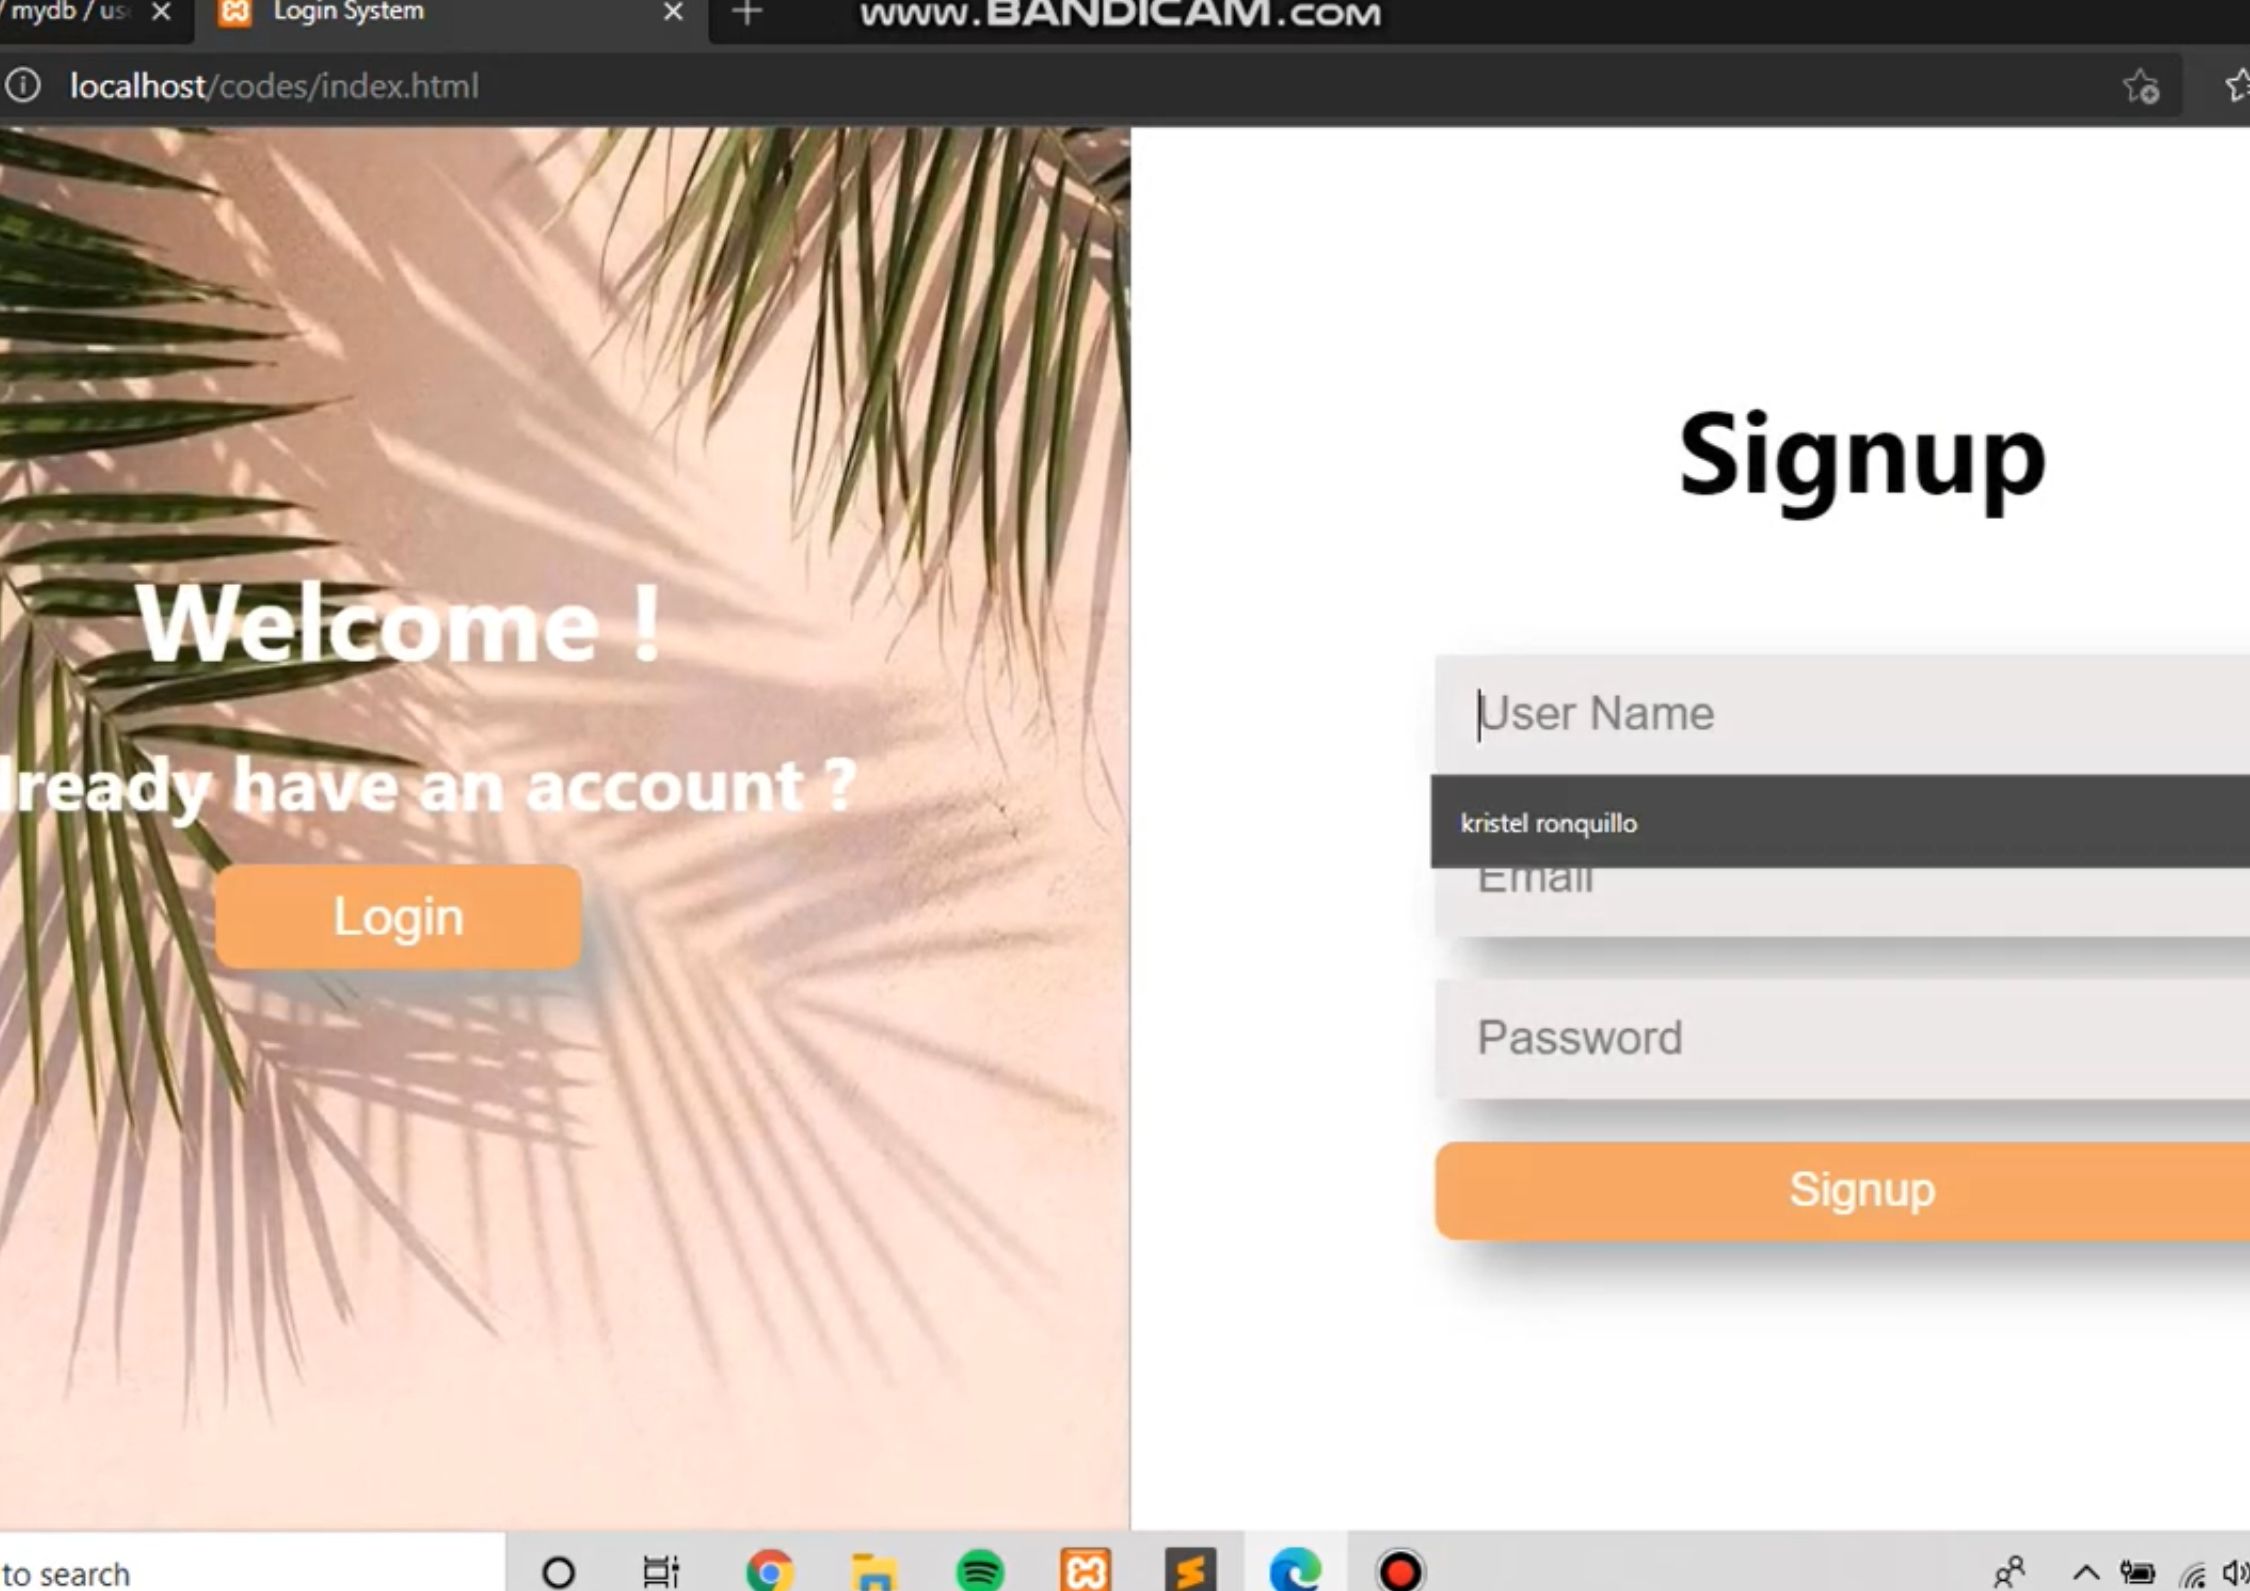 / mydb / us
Login System
www.BANDICAM.com
localhost/codes/index.html
Signup
Welcome !
User Name
lready have an account ?
kristel ronquillo
Email
Login
Password
Signup
to search